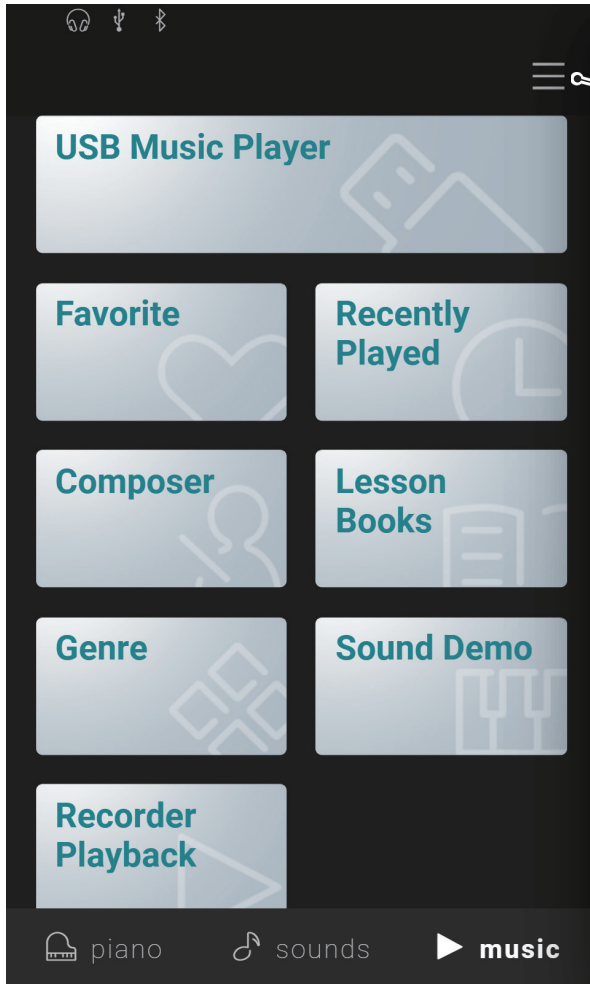 USB Music Player
Favorite
Recently
Played
Composer
Lesson
Books
Genre
Sound Demo
Recorder
Playback
piano sounds music